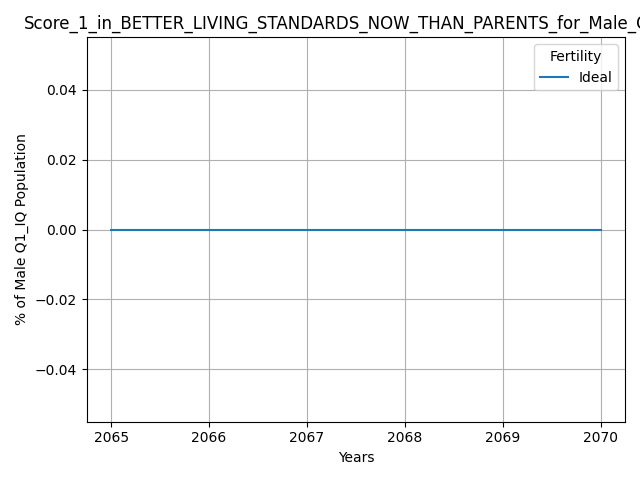 Score_1_in_BETTER_LIVING_STANDARDS_NOW_THAN_PARENTS_for_Male_
Fertility
Ideal
0.04
0.02
0.00
−0.02
−0.04
% of Male Q1_IQ Population
2065 2066 2067 2068 2069 2070
Years